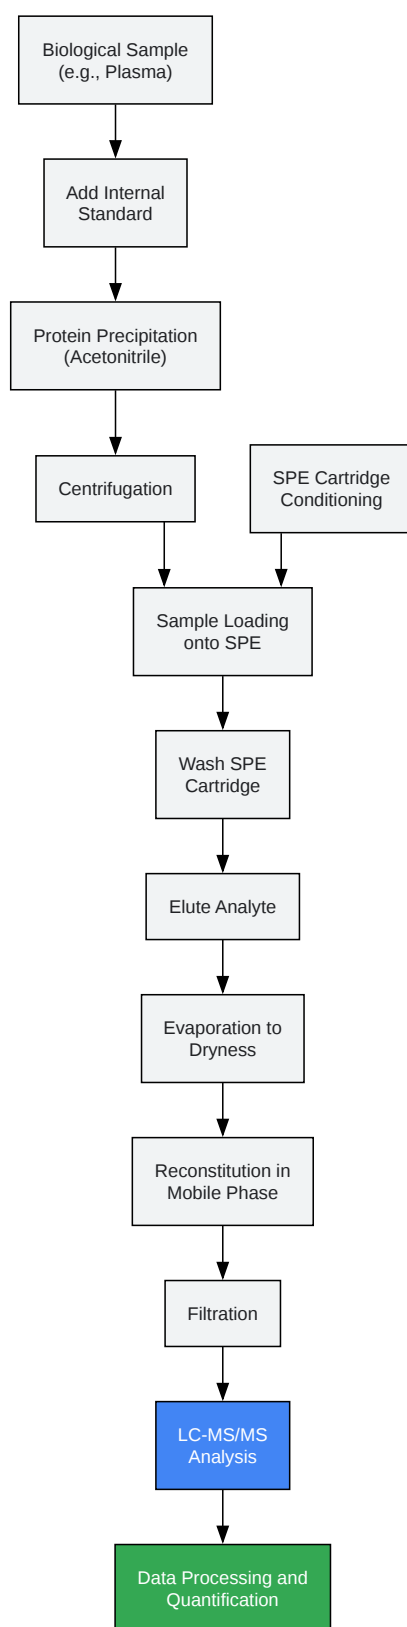 Biological Sample
(e.g., Plasma)
Add Internal
Standard
Protein Precipitation
(Acetonitrile)
Centrifugation
SPE Cartridge
Conditioning
Sample Loading
onto SPE
Wash SPE
Cartridge
Elute Analyte
Evaporation to
Dryness
Reconstitution in
Mobile Phase
Filtration
LC-MS/MS
Analysis
Data Processing and
Quantification